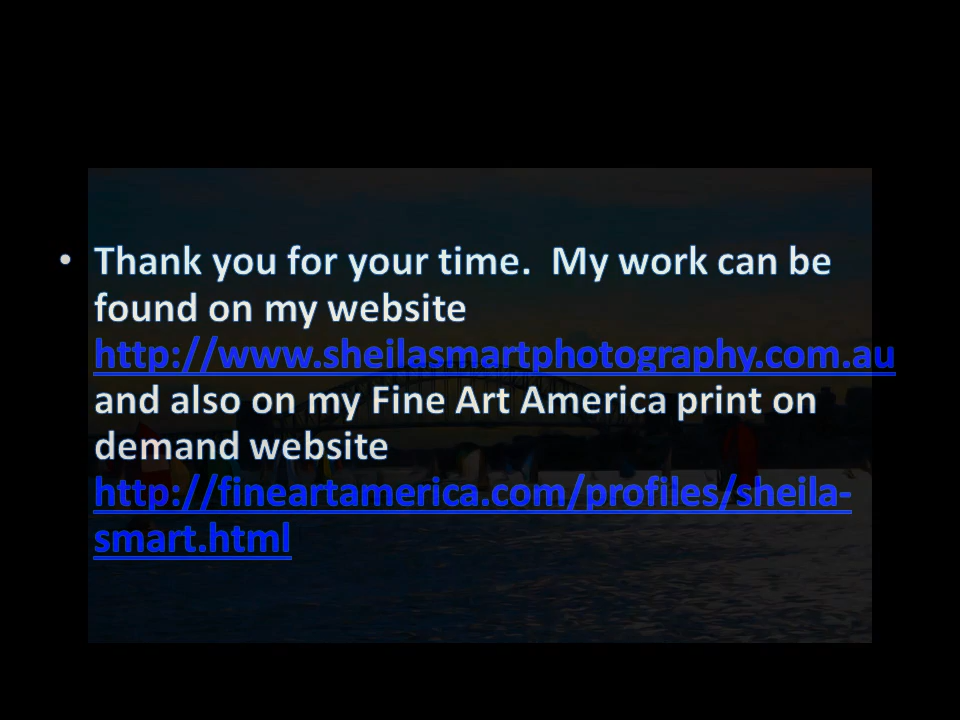 • Thank you for your time.  My work can be
found on my website
http://www.sheilasmartphotography.com.au
and also on my Fine Art America print on
demand website
http://fineartamerica.com/profiles/sheila-
smart.html